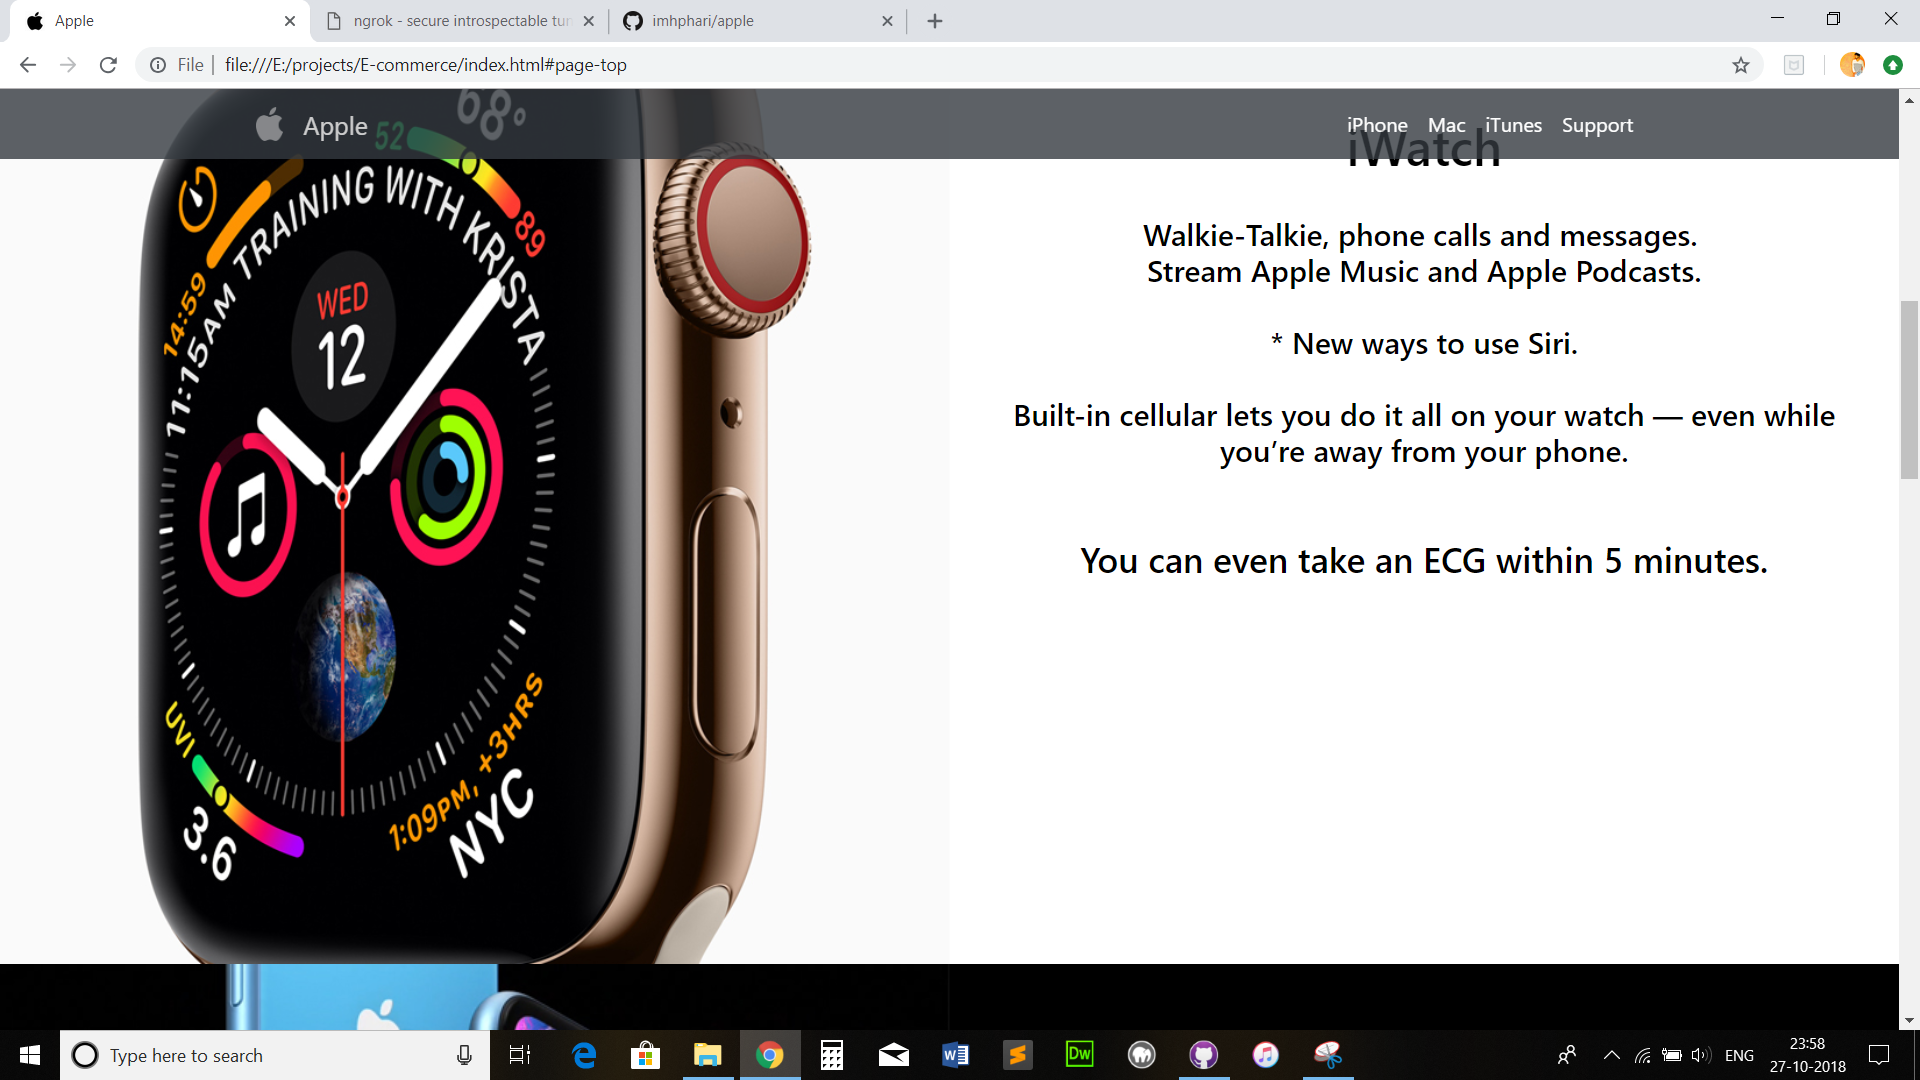 Apple
ngrok - secure introspectable tun
imhphari/apple
File
file:///E:/projects/E-commerce/index.html#page-top
Apple
iPhone Mac iTunes Support
iWatch
68°
52
89
14:59
11:15AM TRAINING WITH KRISTA
WED
12
UVI
3.6
1:09PM, +3HRS
NYC
Walkie-Talkie, phone calls and messages.
Stream Apple Music and Apple Podcasts.
* New ways to use Siri.
Built-in cellular lets you do it all on your watch — even while
you’re away from your phone.
You can even take an ECG within 5 minutes.
Type here to search
Dw
ENG
23:58
27-10-2018